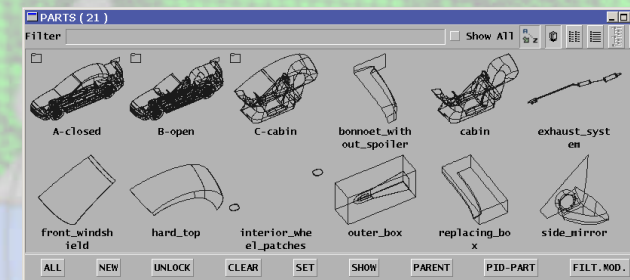 PARTS ( 21 )
Filter
Show All
A
Z
A-closed
B-open
C-cabin
bonnoet_with
out_spoiler
cabin
exhaust_syst
em
front_windsh
ield
hard_top
interior_whe
el_patches
outer_box
replacing_bo
x
side_mirror
ALL
NEW
UNLOCK
CLEAR
SET
SHOW
PARENT
PID-PART
FILT.MOD.